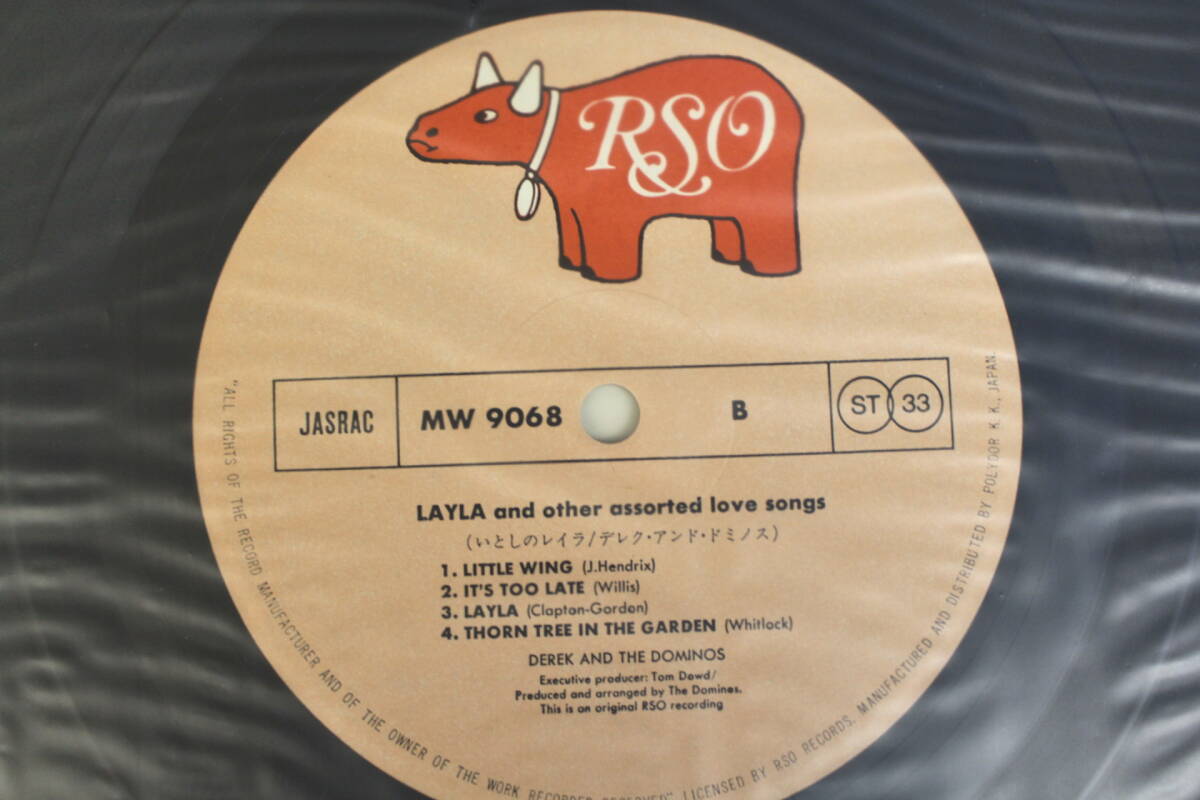 RSO
JASRAC
MW 9068
B
ST 33
LAYLA and other assorted love songs
(いとしのレイラ/デレク・アンド・ドミノス)
1. LITTLE WING (J.Hendrix)
2. IT'S TOO LATE (Willis)
3. LAYLA (Clapton-Gordon)
4. THORN TREE IN THE GARDEN (Whitlock)
DEREK AND THE DOMINOS
Executive producer: Tom Dowd/
Produced and arranged by The Dominos.
This is an original RSO recording
"ALL RIGHTS OF THE RECORD MANUFACTURER AND OF THE OWNER OF THE WORK RECORDED RESERVED" LICENSED BY RSO RECORDS. MANUFACTURED AND DISTRIBUTED BY POLYDOR K.K., JAPAN.